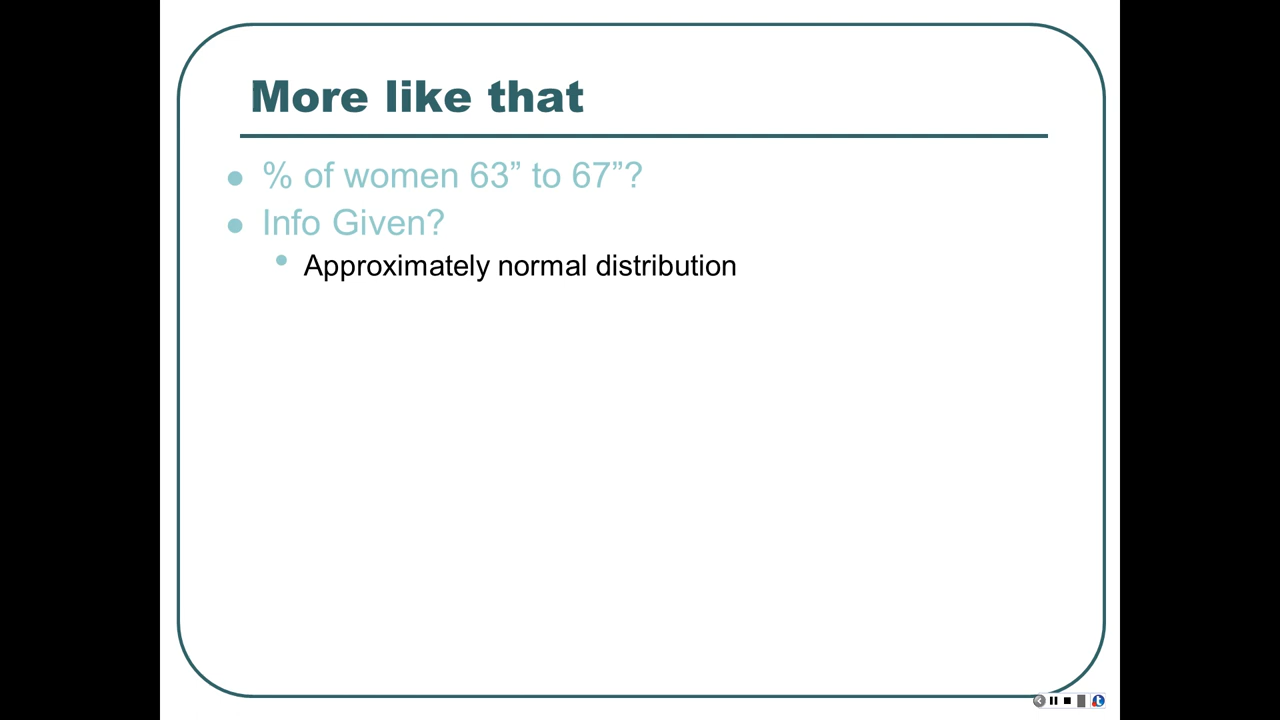 More like that
% of women 63” to 67”?
Info Given?
Approximately normal distribution